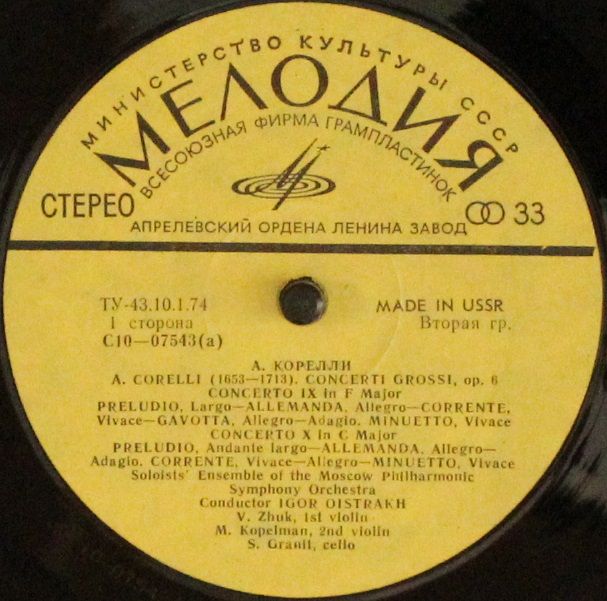 МИНИСТЕРСТВО КУЛЬТУРЫ СССР
МЕЛОДИЯ
ВСЕСОЮЗНАЯ ФИРМА ГРАМПЛАСТИНОК
СТЕРЕО
33
АПРЕЛЕВСКИЙ ОРДЕНА ЛЕНИНА ЗАВОД
ТУ-43.10.1.74
MADE IN USSR
1 сторона
Вторая гр.
С10—07543(а)
А. КОРЕЛЛИ
A. CORELLI (1653—1713). CONCERTI GROSSI, op. 6
CONCERTO IX in F Major
PRELUDIO, Largo—ALLEMANDA, Allegro—CORRENTE,
Vivace—GAVOTTA, Allegro—Adagio. MINUETTO, Vivace
CONCERTO X in C Major
PRELUDIO, Andante largo—ALLEMANDA, Allegro—
Adagio. CORRENTE, Vivace—Allegro—MINUETTO, Vivace
Soloists' Ensemble of the Moscow Philharmonic
Symphony Orchestra
Conductor IGOR OISTRAKH
V. Zhuk, 1st violin
M. Kopelman, 2nd violin
S. Granil, cello